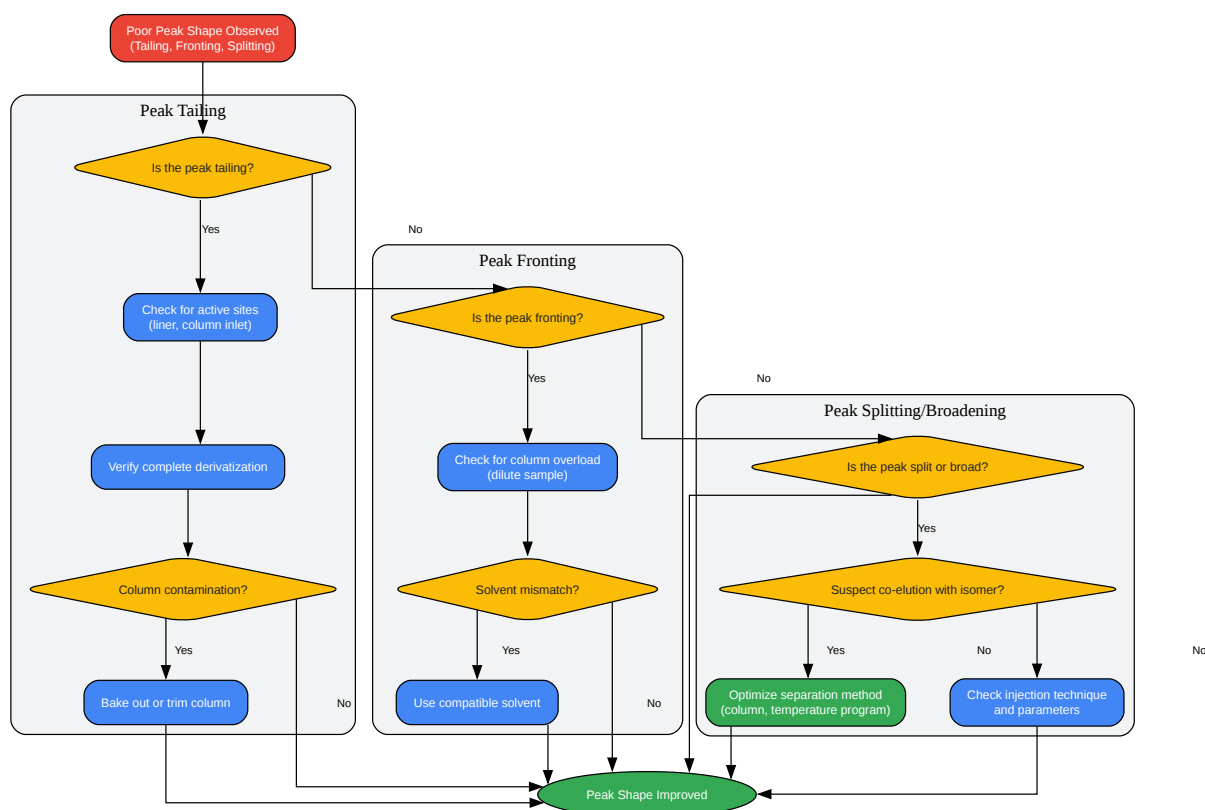 Poor Peak Shape Observed
(Tailing, Fronting, Splitting)
Peak Tailing
Is the peak tailing?
Yes
No
Check for active sites
(liner, column inlet)
Verify complete derivatization
Column contamination?
Yes
No
Bake out or trim column
Peak Fronting
Is the peak fronting?
Yes
No
Check for column overload
(dilute sample)
Solvent mismatch?
Yes
No
Use compatible solvent
Peak Splitting/Broadening
Is the peak split or broad?
Yes
No
Suspect co-elution with isomer?
Yes
No
Optimize separation method
(column, temperature program)
Check injection technique
and parameters
Peak Shape Improved